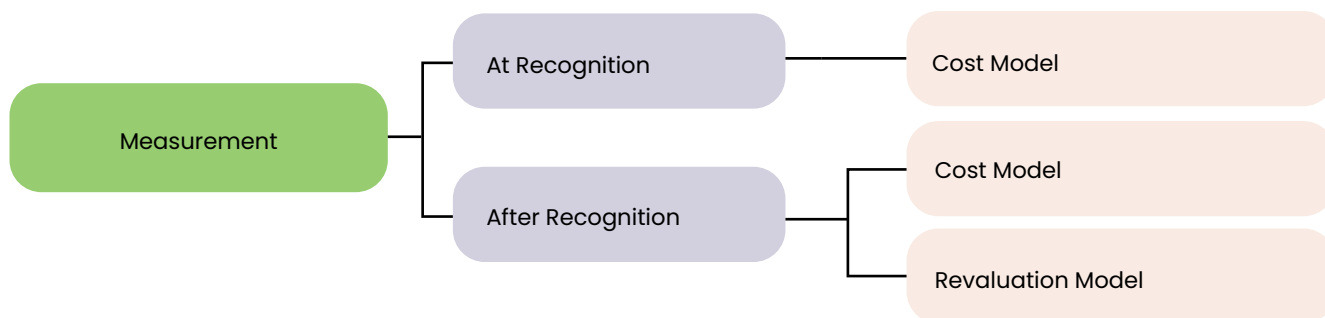 Measurement
At Recognition
Cost Model
After Recognition
Cost Model
Revaluation Model